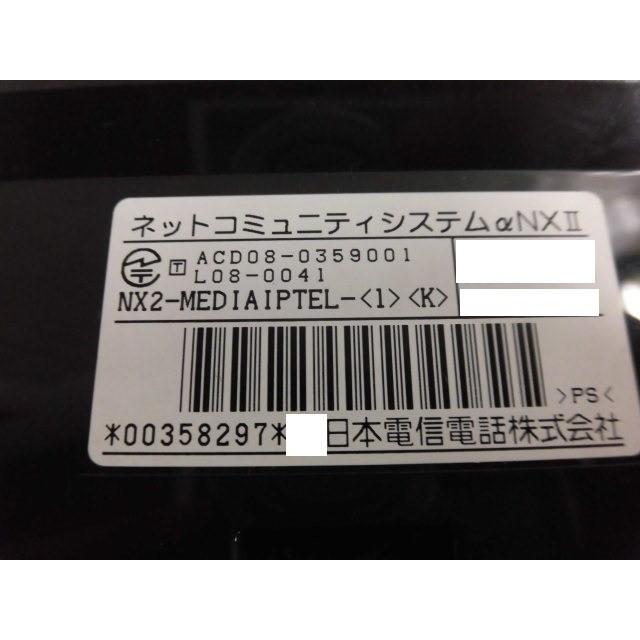 ネットコミュニティシステムαNXⅡ
T ACD08-0359001
L08-0041
NX2-MEDIAIPTEL-<1><K>
>PS<
*00358297* 日本電信電話株式会社